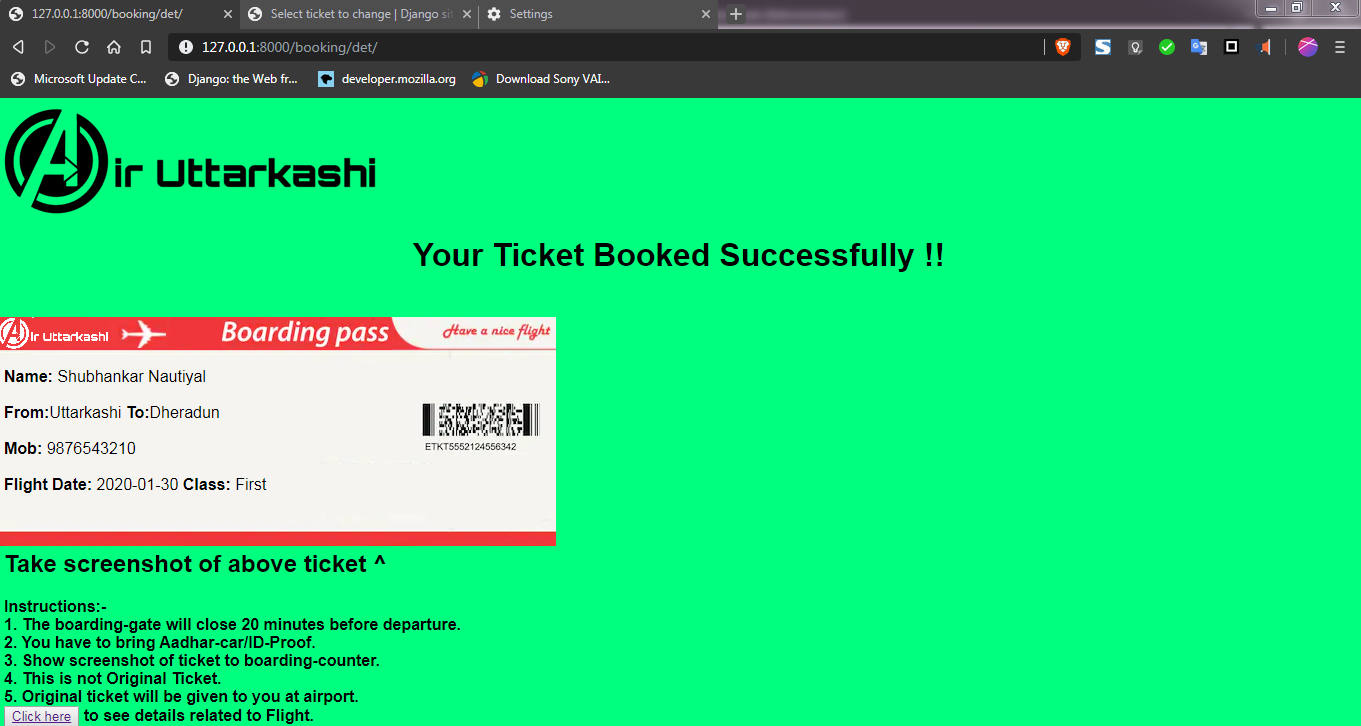 127.0.0.1:8000/booking/det/
Select ticket to change | Django sit
Settings
127.0.0.1:8000/booking/det/
Microsoft Update C...
Django: the Web fr...
developer.mozilla.org
Download Sony VAI...
Air Uttarkashi
Your Ticket Booked Successfully !!
Air Uttarkashi
Boarding pass
Have a nice flight
Name: Shubhankar Nautiyal
From:Uttarkashi To:Dheradun
Mob: 9876543210
ETKT5552124556342
Flight Date: 2020-01-30 Class: First
Take screenshot of above ticket ^
Instructions:-
1. The boarding-gate will close 20 minutes before departure.
2. You have to bring Aadhar-car/ID-Proof.
3. Show screenshot of ticket to boarding-counter.
4. This is not Original Ticket.
5. Original ticket will be given to you at airport.
Click here to see details related to Flight.